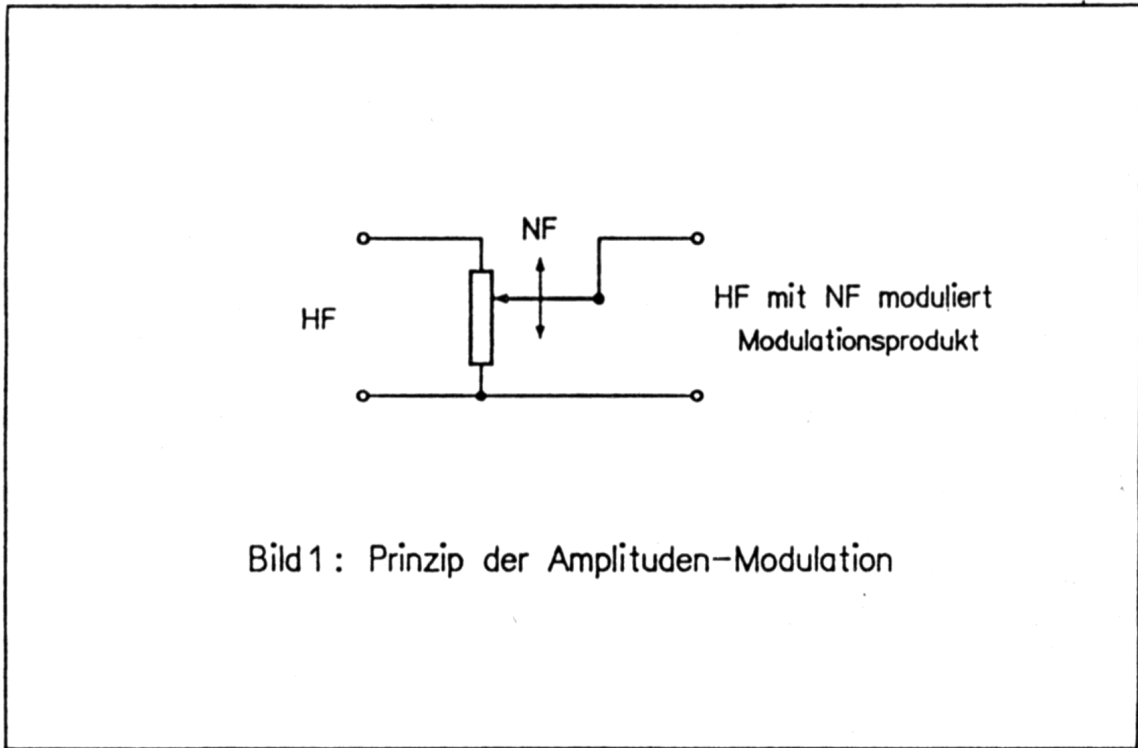 NF
HF
HF mit NF moduliert
Modulationsprodukt
Bild 1: Prinzip der Amplituden-Modulation